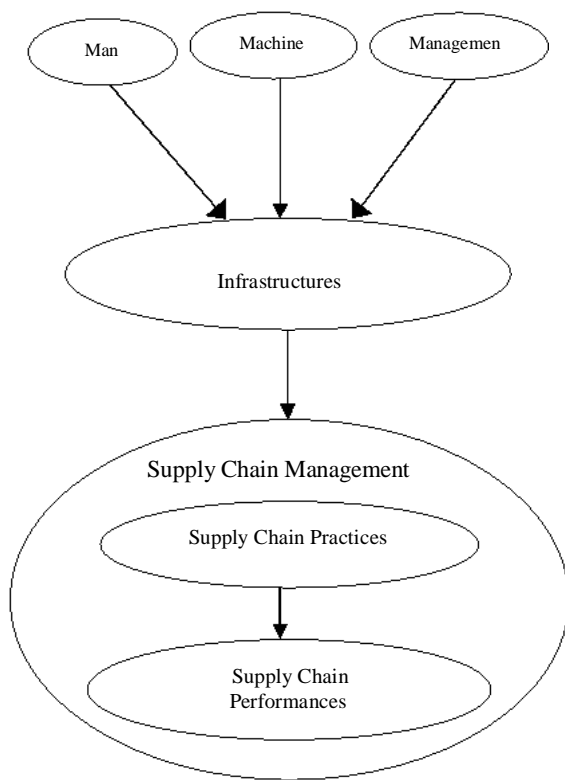 Man
Machine
Managemen
Infrastructures
Supply Chain Management
Supply Chain Practices
Supply Chain
Performances